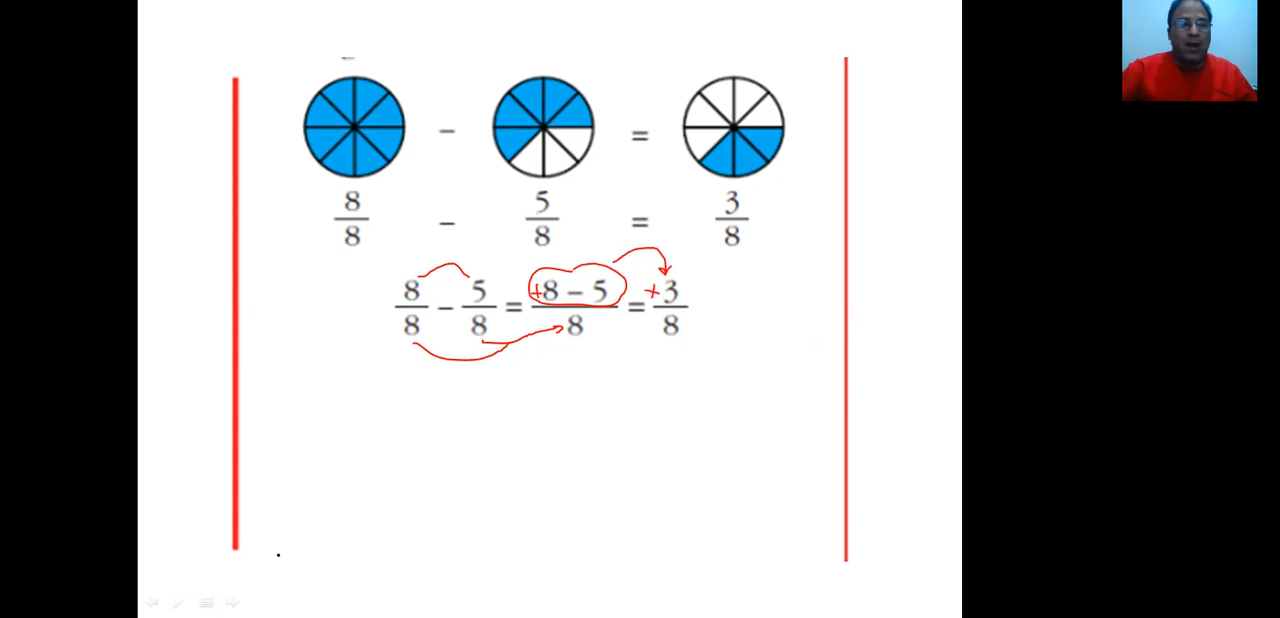 − =
8/8 − 5/8 = 3/8
8/8 − 5/8 = +8 − 5/8 = +3/8